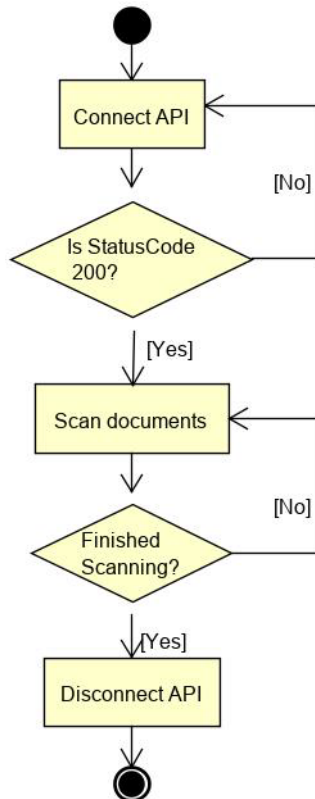 Connect API
[No]
Is StatusCode
200?
[Yes]
Scan documents
[No]
Finished
Scanning?
[Yes]
Disconnect API